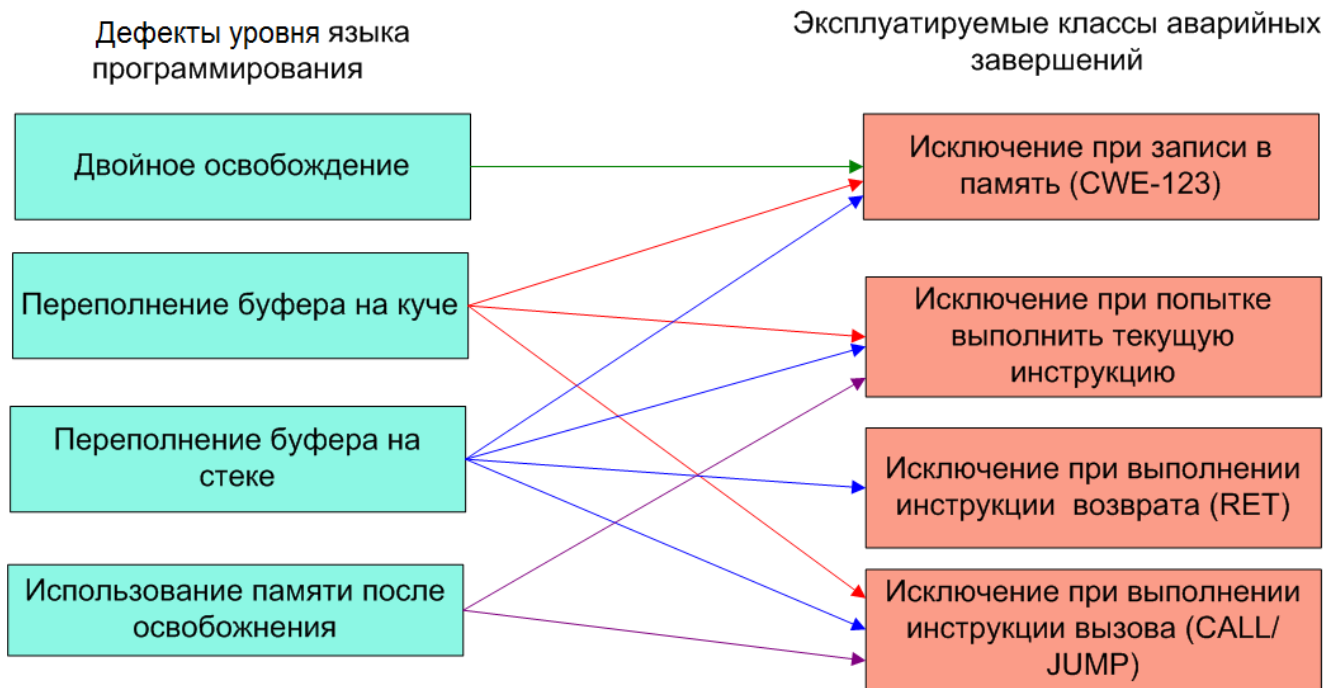 Дефекты уровня языка
программирования
Эксплуатируемые классы аварийных
завершений
Двойное освобождение
Исключение при записи в
память (CWE-123)
Переполнение буфера на куче
Исключение при попытке
выполнить текущую
инструкцию
Переполнение буфера на
стеке
Исключение при выполнении
инструкции возврата (RET)
Использование памяти после
освобожнения
Исключение при выполнении
инструкции вызова (CALL/
JUMP)